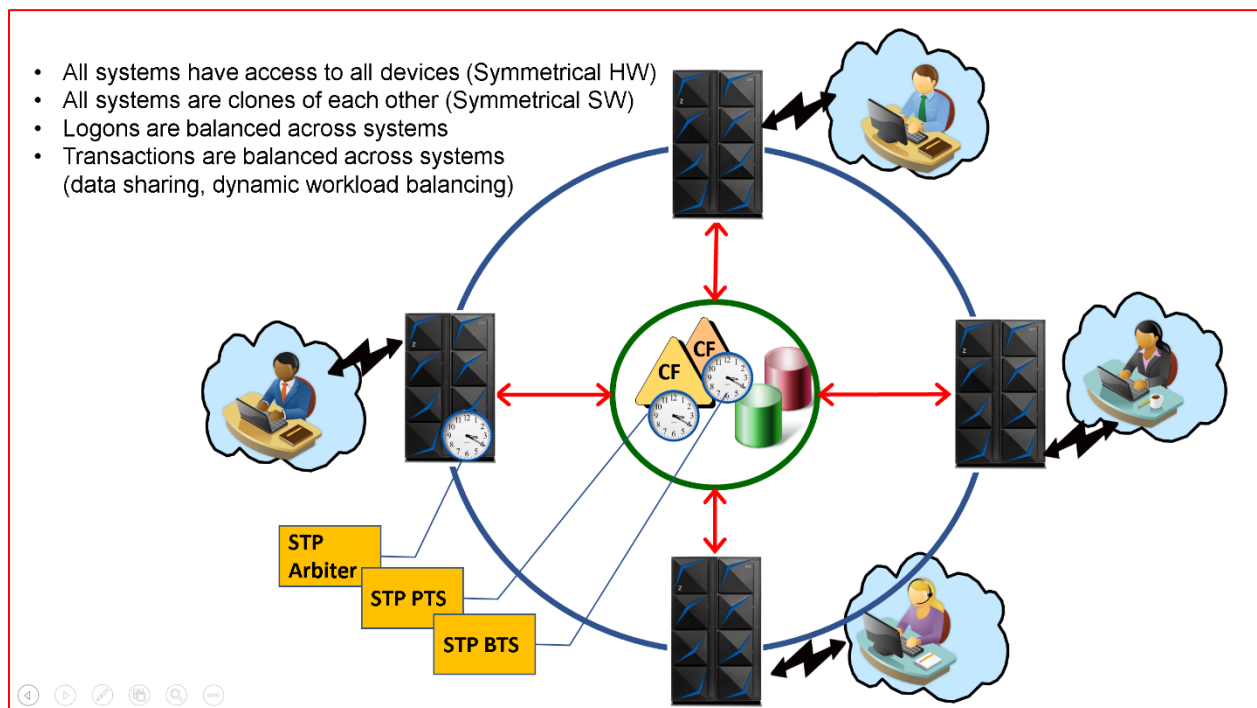 • All systems have access to all devices (Symmetrical HW)
• All systems are clones of each other (Symmetrical SW)
• Logons are balanced across systems
• Transactions are balanced across systems
(data sharing, dynamic workload balancing)
CF
CF
STP
Arbiter
STP PTS
STP BTS